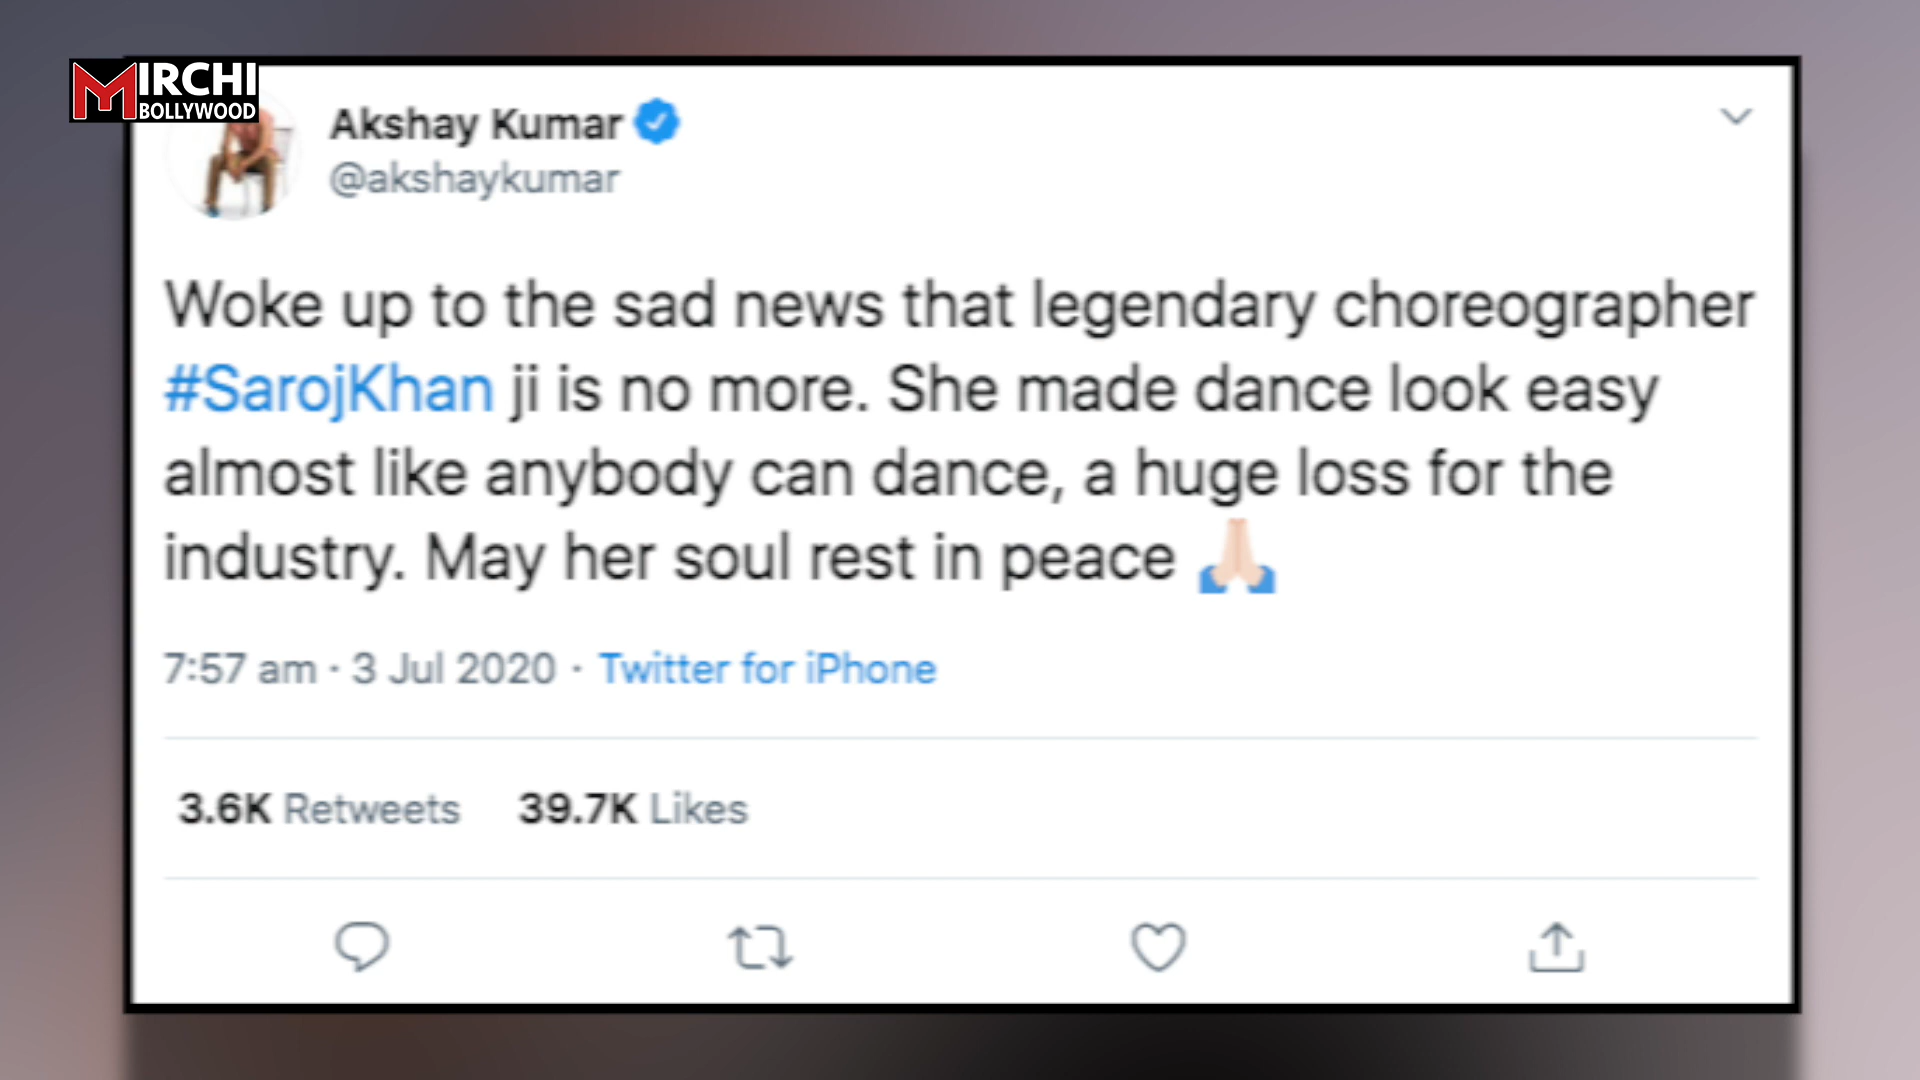 MIRCHI
BOLLYWOOD
Akshay Kumar
@akshaykumar
Woke up to the sad news that legendary choreographer
#SarojKhan ji is no more. She made dance look easy
almost like anybody can dance, a huge loss for the
industry. May her soul rest in peace 🙏🏻
7:57 am · 3 Jul 2020 · Twitter for iPhone
3.6K Retweets 39.7K Likes